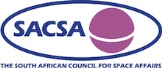 SACSA
THE SOUTH AFRICAN COUNCIL FOR SPACE AFFAIRS